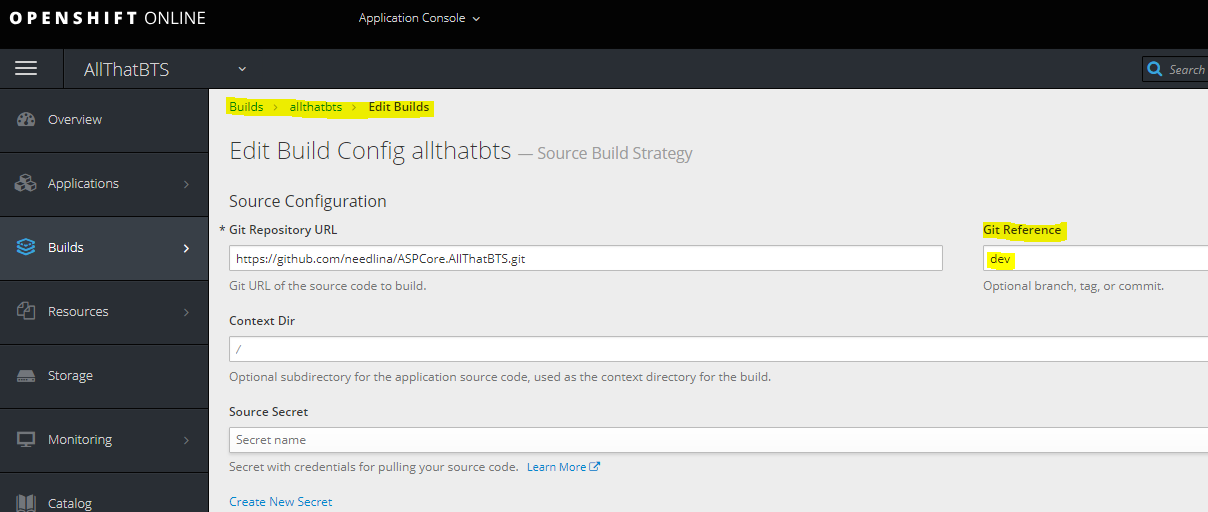 OPENSHIFT ONLINE
Application Console
AllThatBTS
Search
Builds > allthatbts > Edit Builds
Overview
Edit Build Config allthatbts — Source Build Strategy
Applications
Source Configuration
* Git Repository URL
Git Reference
Builds
https://github.com/needlina/ASPCore.AllThatBTS.git
dev
Git URL of the source code to build.
Optional branch, tag, or commit.
Resources
Context Dir
/
Storage
Optional subdirectory for the application source code, used as the context directory for the build.
Source Secret
Monitoring
Secret name
Secret with credentials for pulling your source code. Learn More
Catalog
Create New Secret